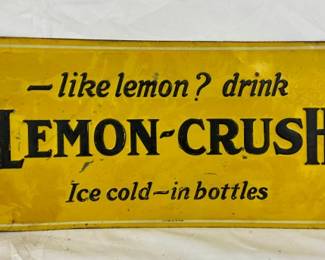 – like lemon? drink
LEMON-CRUSH
Ice cold – in bottles